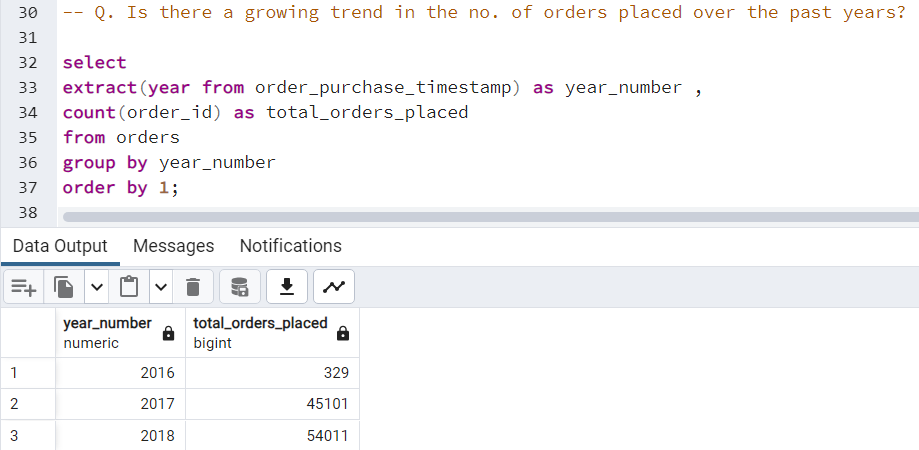 30 -- Q. Is there a growing trend in the no. of orders placed over the past years?
31
32 select
33 extract(year from order_purchase_timestamp) as year_number ,
34 count(order_id) as total_orders_placed
35 from orders
36 group by year_number
37 order by 1;
38
Data Output Messages Notifications
year_number total_orders_placed
numeric bigint
1 2016 329
2 2017 45101
3 2018 54011